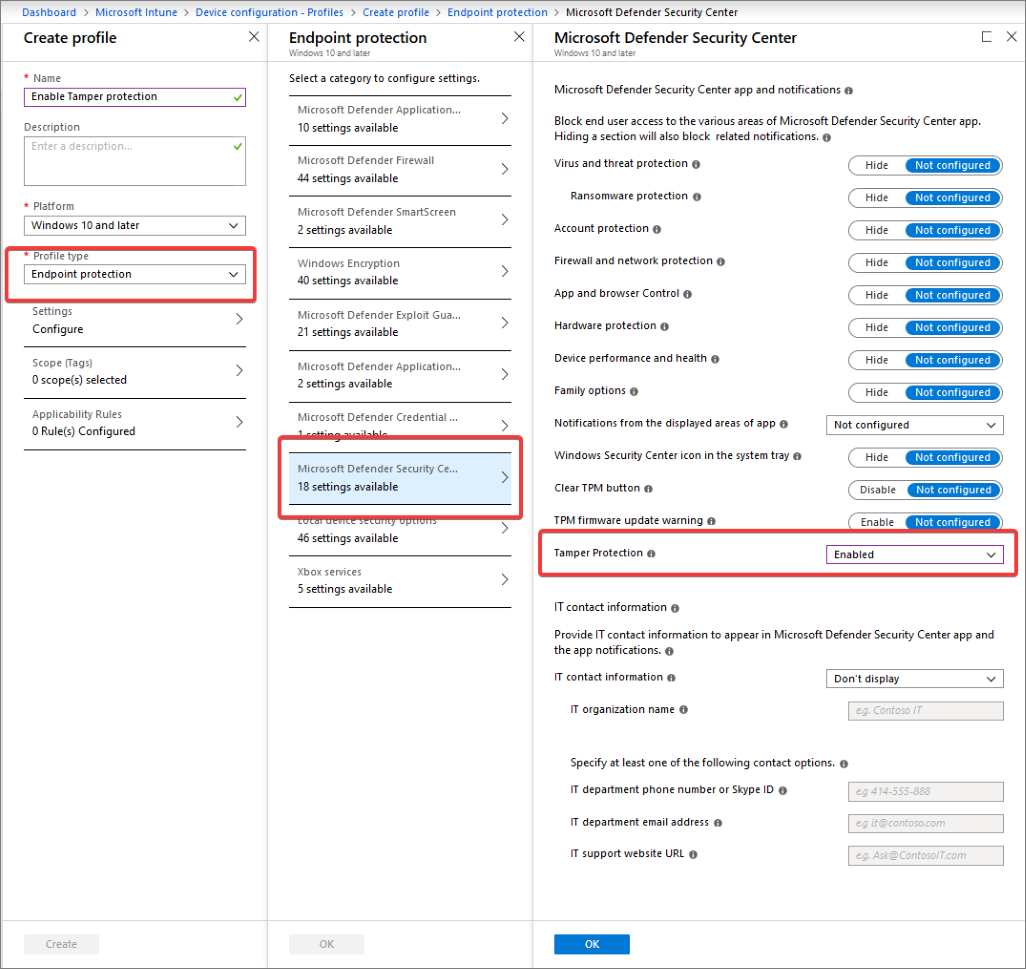 Dashboard > Microsoft Intune > Device configuration - Profiles > Create profile > Endpoint protection > Microsoft Defender Security Center
Create profile
* Name
Enable Tamper protection
Description
Enter a description...
* Platform
Windows 10 and later
* Profile type
Endpoint protection
Settings
Configure
Scope (Tags)
0 scope(s) selected
Applicability Rules
0 Rule(s) Configured
Create
Endpoint protection
Windows 10 and later
Select a category to configure settings.
Microsoft Defender Application...
10 settings available
Microsoft Defender Firewall
44 settings available
Microsoft Defender SmartScreen
2 settings available
Windows Encryption
40 settings available
Microsoft Defender Exploit Gua...
21 settings available
Microsoft Defender Application...
2 settings available
Microsoft Defender Credential ...
1 setting available
Microsoft Defender Security Ce...
18 settings available
Local device security options
46 settings available
Xbox services
5 settings available
OK
Microsoft Defender Security Center
Windows 10 and later
Microsoft Defender Security Center app and notifications
Block end user access to the various areas of Microsoft Defender Security Center app.
Hiding a section will also block related notifications.
Virus and threat protection Hide Not configured
Ransomware protection Hide Not configured
Account protection Hide Not configured
Firewall and network protection Hide Not configured
App and browser Control Hide Not configured
Hardware protection Hide Not configured
Device performance and health Hide Not configured
Family options Hide Not configured
Notifications from the displayed areas of app Not configured
Windows Security Center icon in the system tray Hide Not configured
Clear TPM button Disable Not configured
TPM firmware update warning Enable Not configured
Tamper Protection Enabled
IT contact information
Provide IT contact information to appear in Microsoft Defender Security Center app and
the app notifications.
IT contact information Don't display
IT organization name e.g. Contoso IT
Specify at least one of the following contact options.
IT department phone number or Skype ID e.g 414-555-888
IT department email address e.g it@contoso.com
IT support website URL e.g. Ask@ContosoIT.com
OK